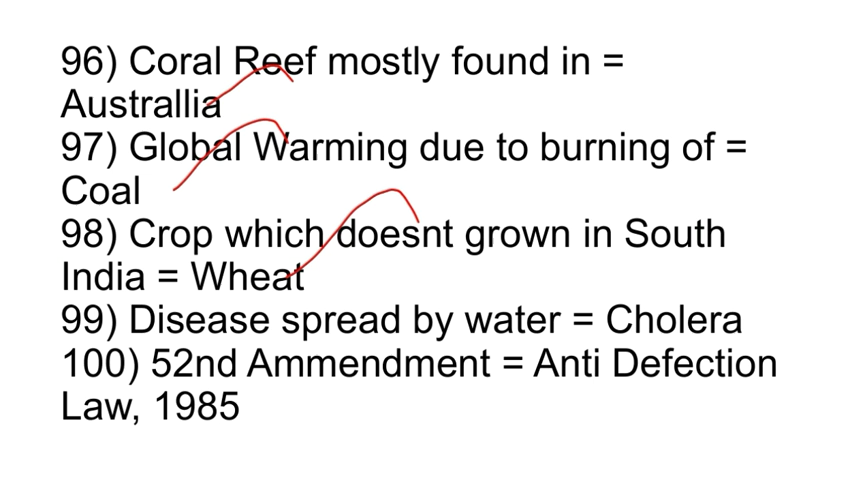 96) Coral Reef mostly found in =
Australlia
97) Global Warming due to burning of =
Coal
98) Crop which doesnt grown in South
India = Wheat
99) Disease spread by water = Cholera
100) 52nd Ammendment = Anti Defection
Law, 1985